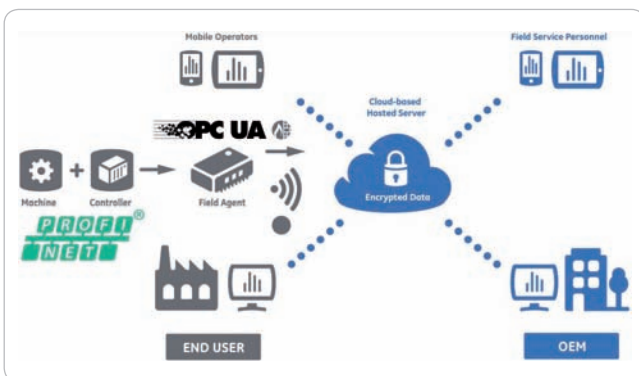 Mobile Operators
Field Service Personnel
Cloud-based
Hosted Server
OPC UA
Encrypted Data
Machine
Controller
Field Agent
PROFI
NET
®
END USER
OEM